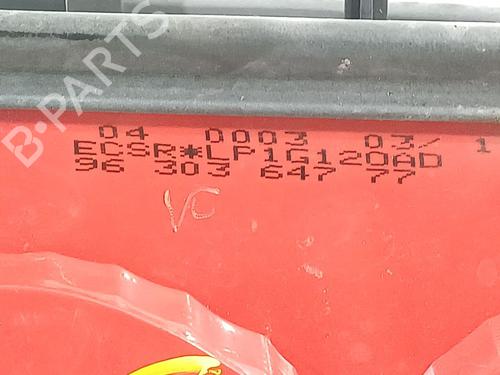 B-PARTS
04 0003 03/ 1
ECSR*LP1G120AD
96 303 647 77
VC